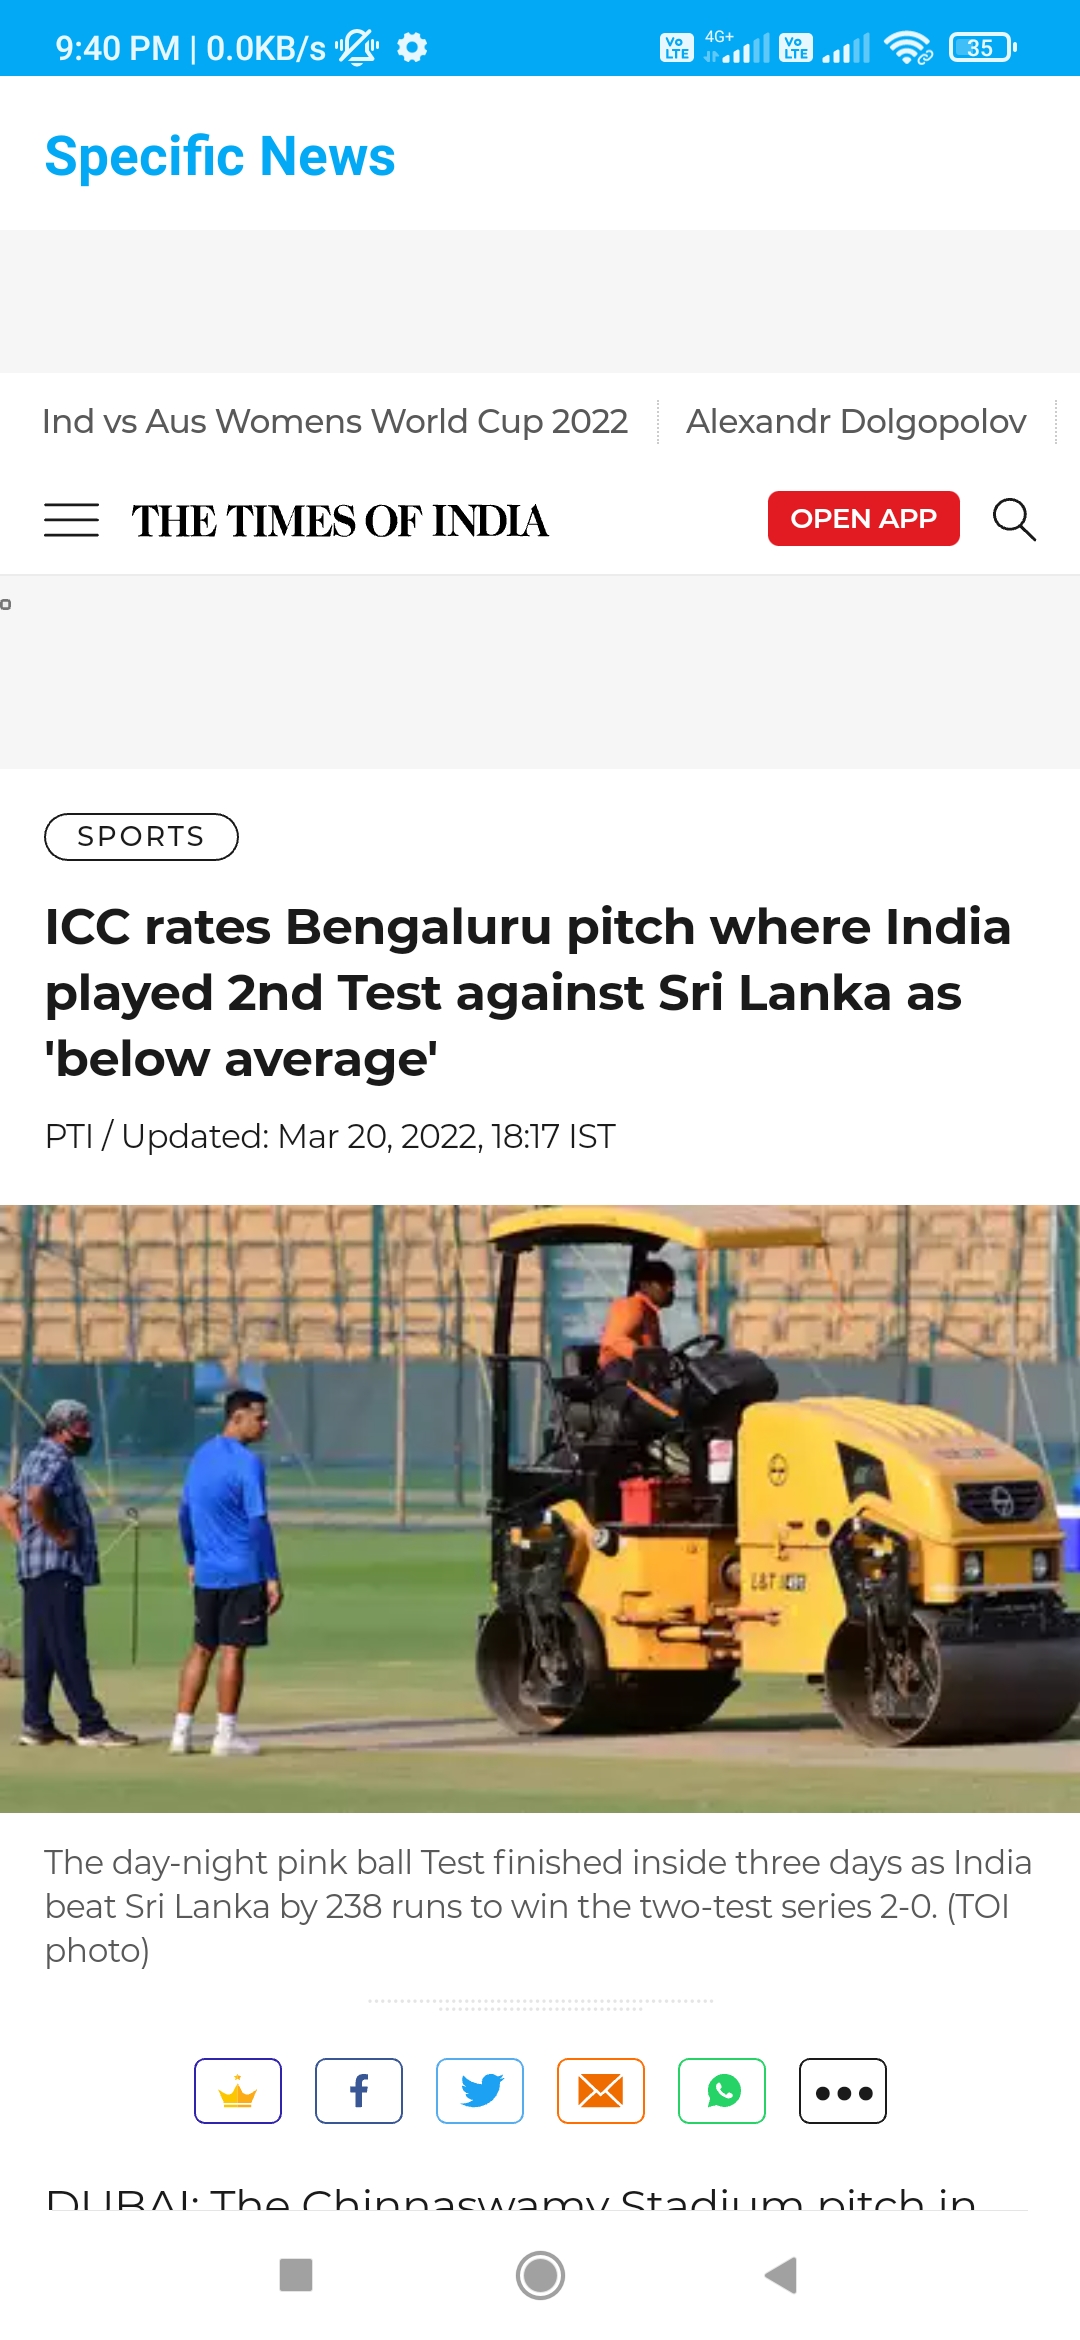 9:40 PM | 0.0KB/s
Vo LTE 4G+ Vo LTE 35
Specific News
Ind vs Aus Womens World Cup 2022 Alexandr Dolgopolov
THE TIMES OF INDIA OPEN APP
SPORTS
ICC rates Bengaluru pitch where India
played 2nd Test against Sri Lanka as
'below average'
PTI / Updated: Mar 20, 2022, 18:17 IST
L&T
The day-night pink ball Test finished inside three days as India
beat Sri Lanka by 238 runs to win the two-test series 2-0. (TOI
photo)
DUBAI: The Chinnaswamy Stadium pitch in